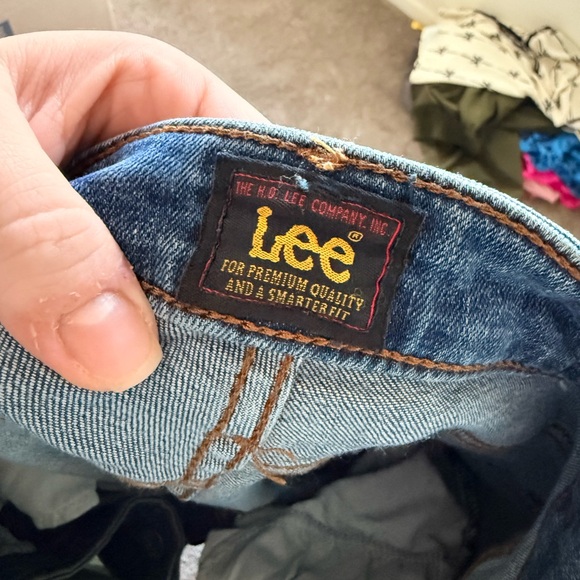 THE H.D. LEE COMPANY INC.
Lee®
FOR PREMIUM QUALITY
AND A SMARTER FIT